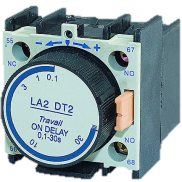 - +
55
67
NC
NO
3 1 0.1
10
30
LA2 DT2
Travail
ON DELAY
0,1-30s
NO
68